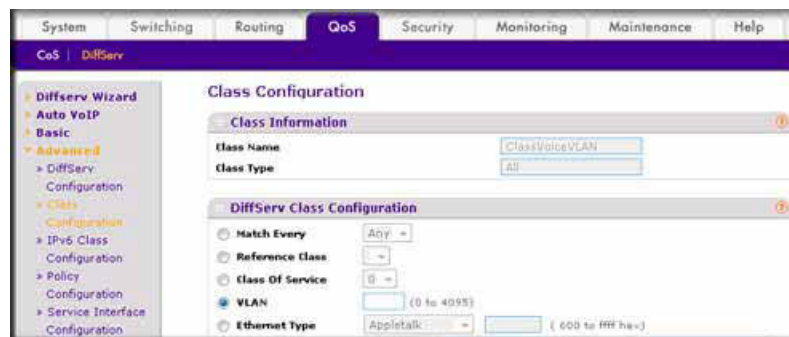 System Switching Routing QoS Security Monitoring Maintenance Help
CoS | DiffServ
Diffserv Wizard
Auto VoIP
Basic
Advanced
» DiffServ
Configuration
» Class
Configuration
» IPv6 Class
Configuration
» Policy
Configuration
» Service Interface
Configuration
Class Configuration
Class Information
Class Name ClassVoiceVLAN
Class Type All
DiffServ Class Configuration
Match Every Any
Reference Class
Class Of Service 0
VLAN (0 to 4095)
Ethernet Type Appletalk ( 600 to ffff hex)